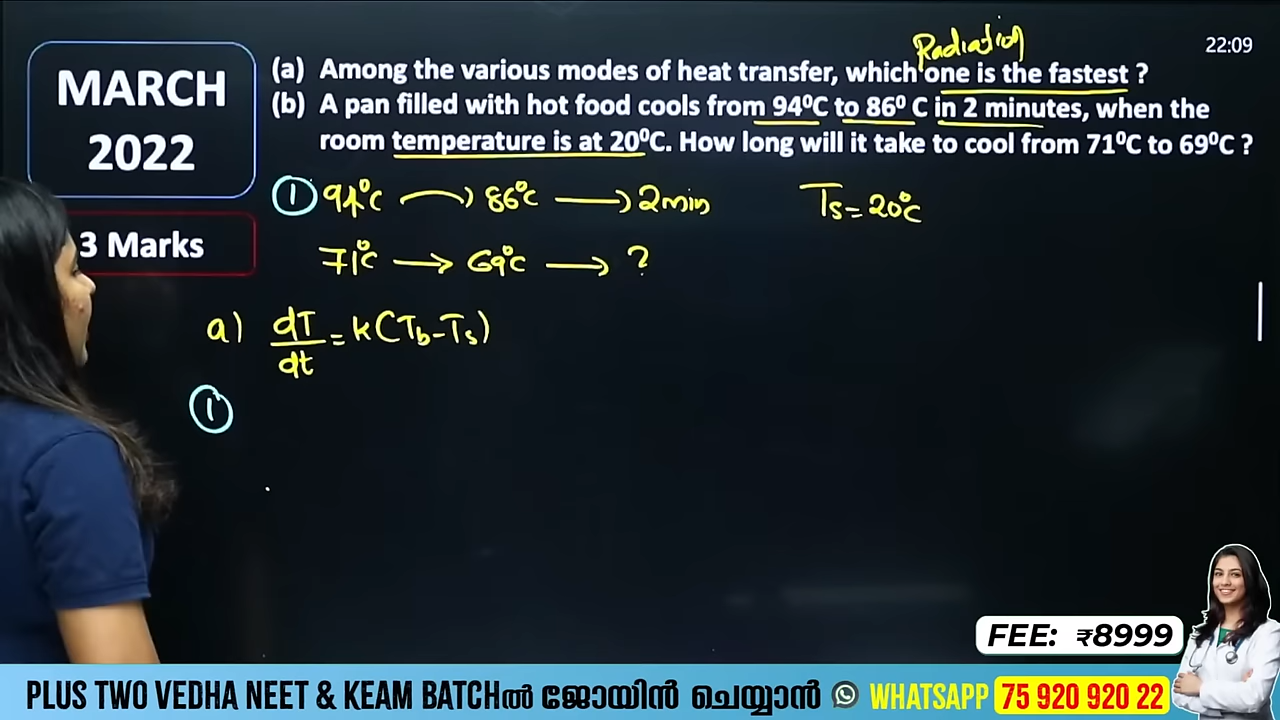 Radiation
22:09
MARCH
2022
3 Marks
(a) Among the various modes of heat transfer, which one is the fastest ?
(b) A pan filled with hot food cools from 94⁰C to 86⁰ C in 2 minutes, when the
room temperature is at 20⁰C. How long will it take to cool from 71⁰C to 69⁰C ?
① 94°C → 86°C → 2min Ts = 20°C
71°C → 69°C → ?
a) dT/dt = k(Tb-Ts)
①
FEE: ₹8999
PLUS TWO VEDHA NEET & KEAM BATCHൽ ജോയിൻ ചെയ്യാൻ WHATSAPP 75 920 920 22